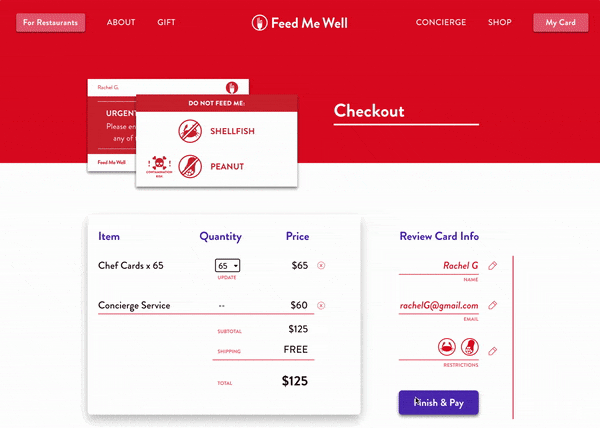 For Restaurants ABOUT GIFT Feed Me Well CONCIERGE SHOP My Card
Checkout
Rachel G.
DO NOT FEED ME:
URGENT
Please en
any of
SHELLFISH
PEANUT
CONTAMINATION
RISK
Feed Me Well
Item Quantity Price
Chef Cards x 65 65 $65
UPDATE
Concierge Service -- $60
SUBTOTAL $125
SHIPPING FREE
TOTAL $125
Review Card Info
Rachel G
NAME
rachelG@gmail.com
EMAIL
RESTRICTIONS
Finish & Pay